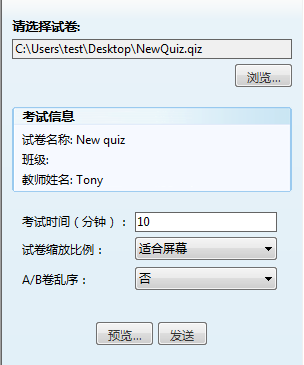 请选择试卷:
C:\Users\test\Desktop\NewQuiz.qiz
浏览...
考试信息
试卷名称: New quiz
班级:
教师姓名: Tony
考试时间（分钟）： 10
试卷缩放比例： 适合屏幕
A/B卷乱序： 否
预览... 发送